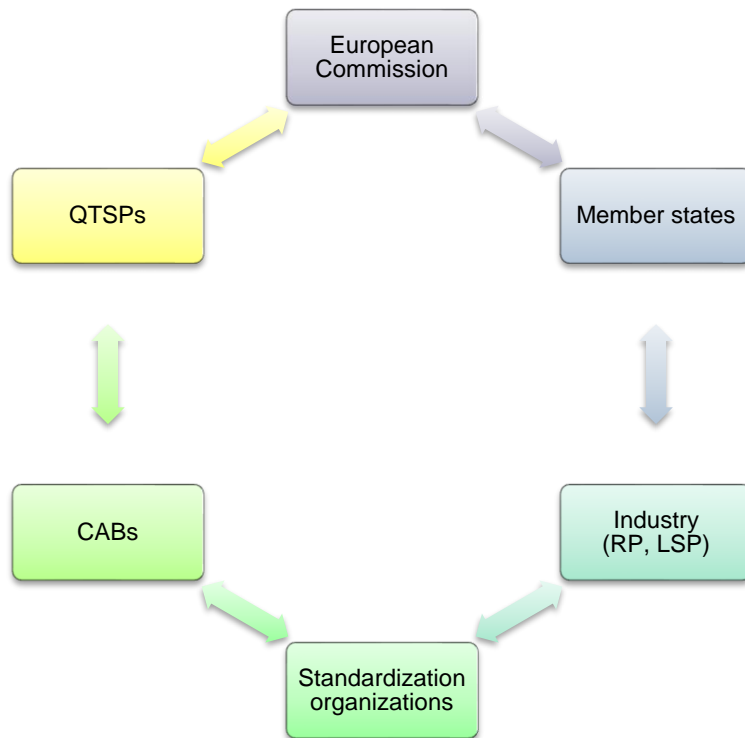 European
Commission
QTSPs
Member states
CABs
Industry
(RP, LSP)
Standardization
organizations